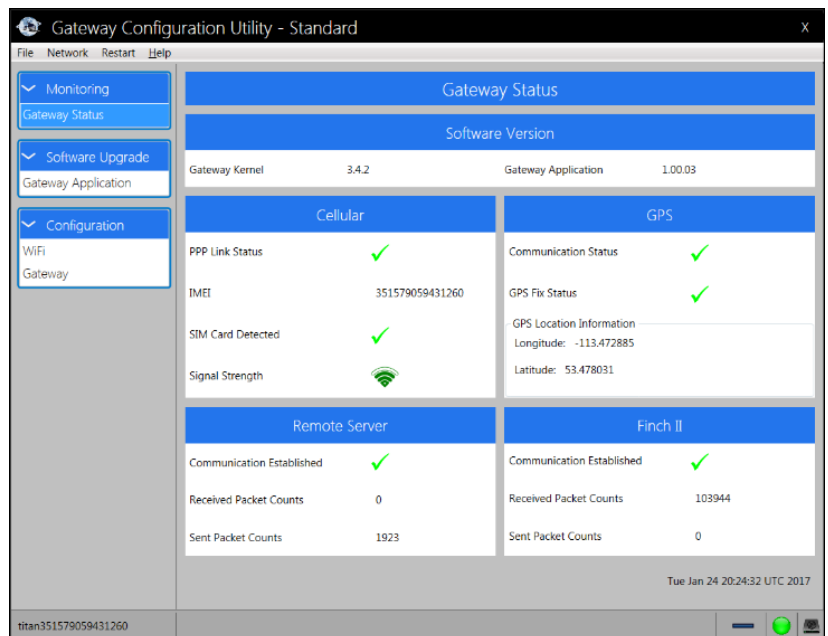 Gateway Configuration Utility - Standard X
File Network Restart Help
Monitoring
Gateway Status
Software Upgrade
Gateway Application
Configuration
WiFi
Gateway
Gateway Status
Software Version
Gateway Kernel 3.4.2 Gateway Application 1.00.03
Cellular
PPP Link Status
IMEI 351579059431260
SIM Card Detected
Signal Strength
GPS
Communication Status
GPS Fix Status
GPS Location Information
Longitude: -113.472885
Latitude: 53.478031
Remote Server
Communication Established
Received Packet Counts 0
Sent Packet Counts 1923
Finch II
Communication Established
Received Packet Counts 103944
Sent Packet Counts 0
Tue Jan 24 20:24:32 UTC 2017
titan351579059431260